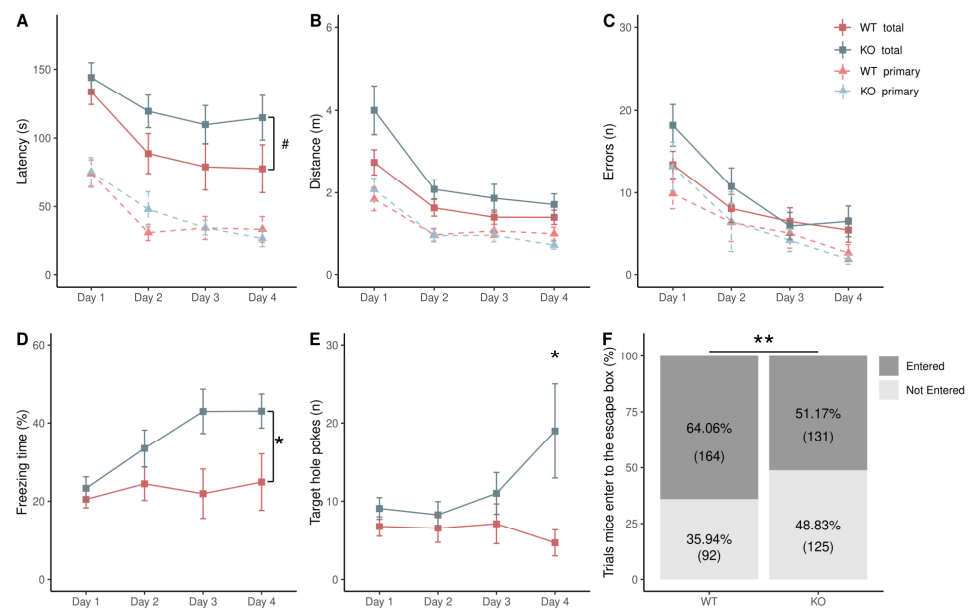 A
B
C
Latency (s)
150
100
50
0
#
Day 1 Day 2 Day 3 Day 4
Distance (m)
6
4
2
0
Day 1 Day 2 Day 3 Day 4
Errors (n)
30
20
10
0
Day 1 Day 2 Day 3 Day 4
WT total
KO total
WT primary
KO primary
D
E
F
Freezing time (%)
60
40
20
0
*
Day 1 Day 2 Day 3 Day 4
Target hole pokes (n)
30
20
10
0
*
Day 1 Day 2 Day 3 Day 4
Trials mice enter to the escape box (%)
100
75
50
25
0
**
64.06%
(164)
35.94%
(92)
51.17%
(131)
48.83%
(125)
WT KO
Entered
Not Entered